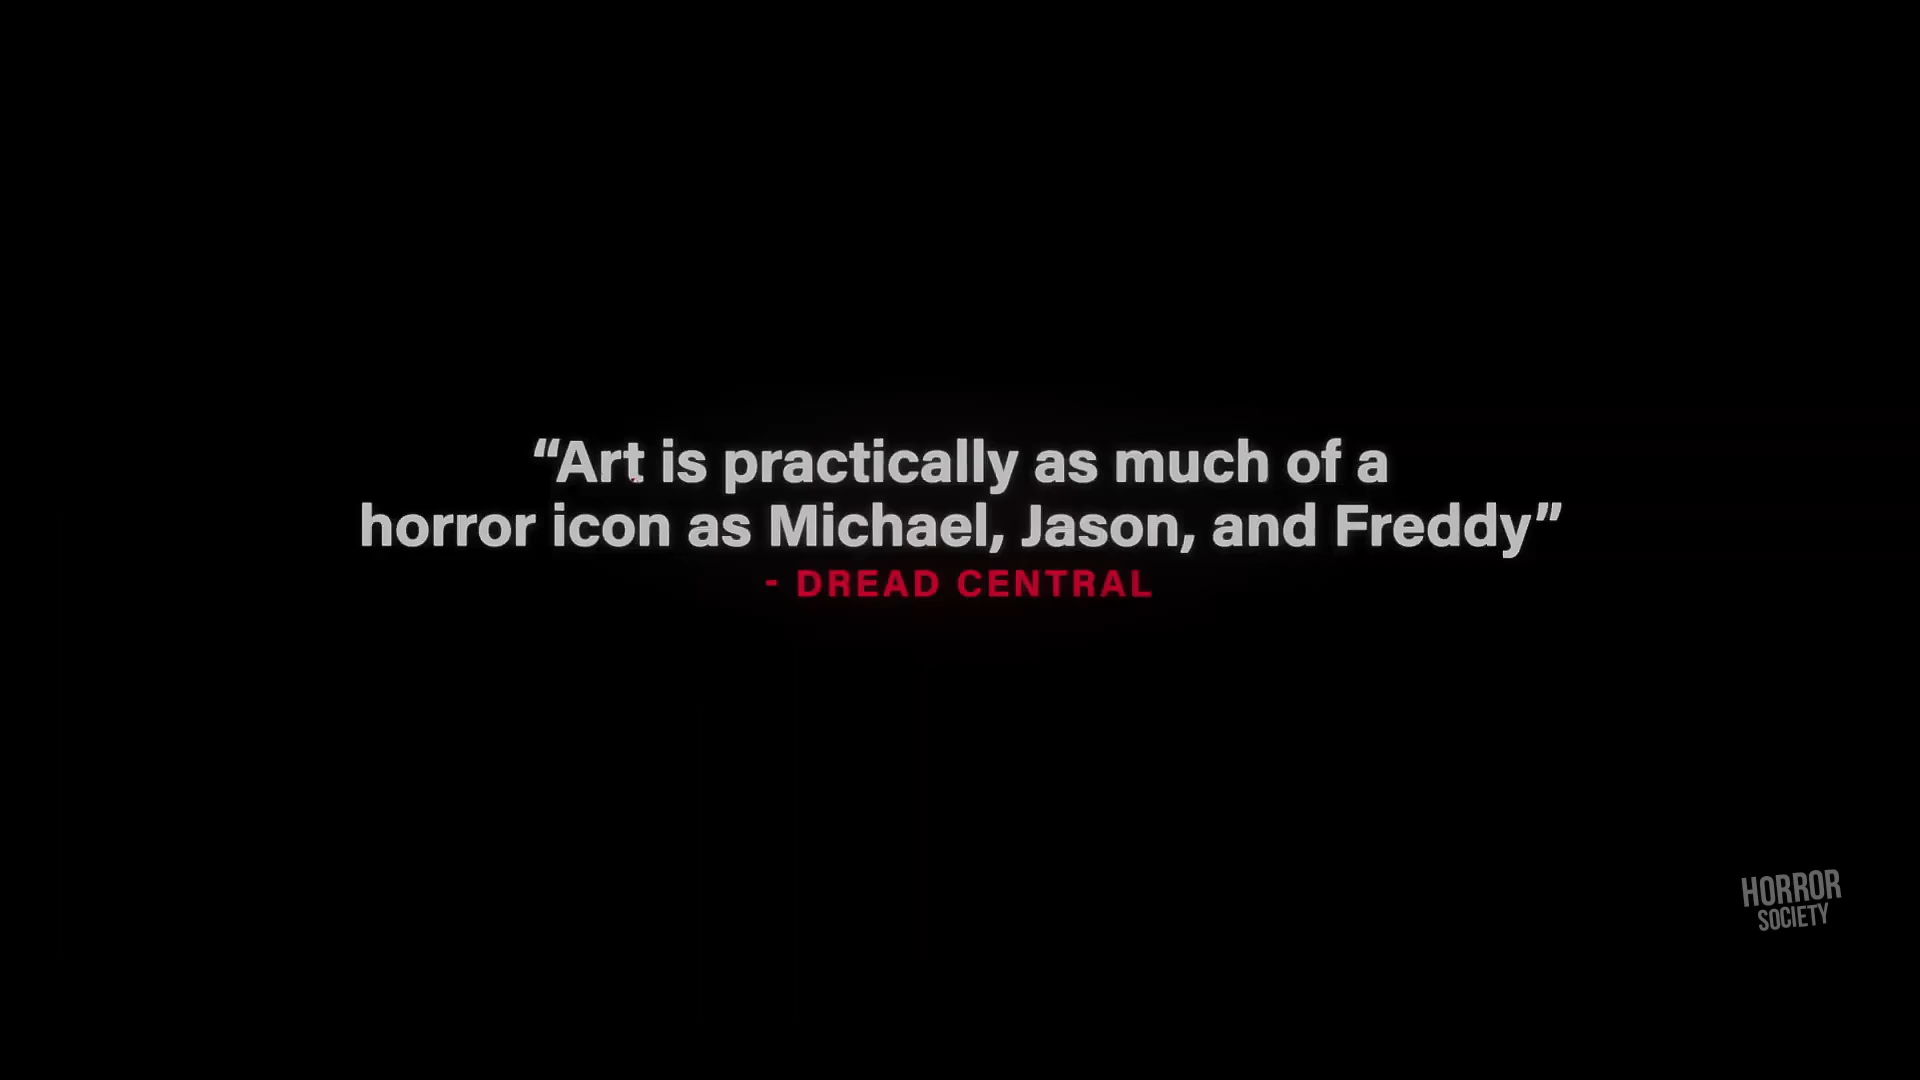 “Art is practically as much of a
horror icon as Michael, Jason, and Freddy”
- DREAD CENTRAL
HORROR
SOCIETY